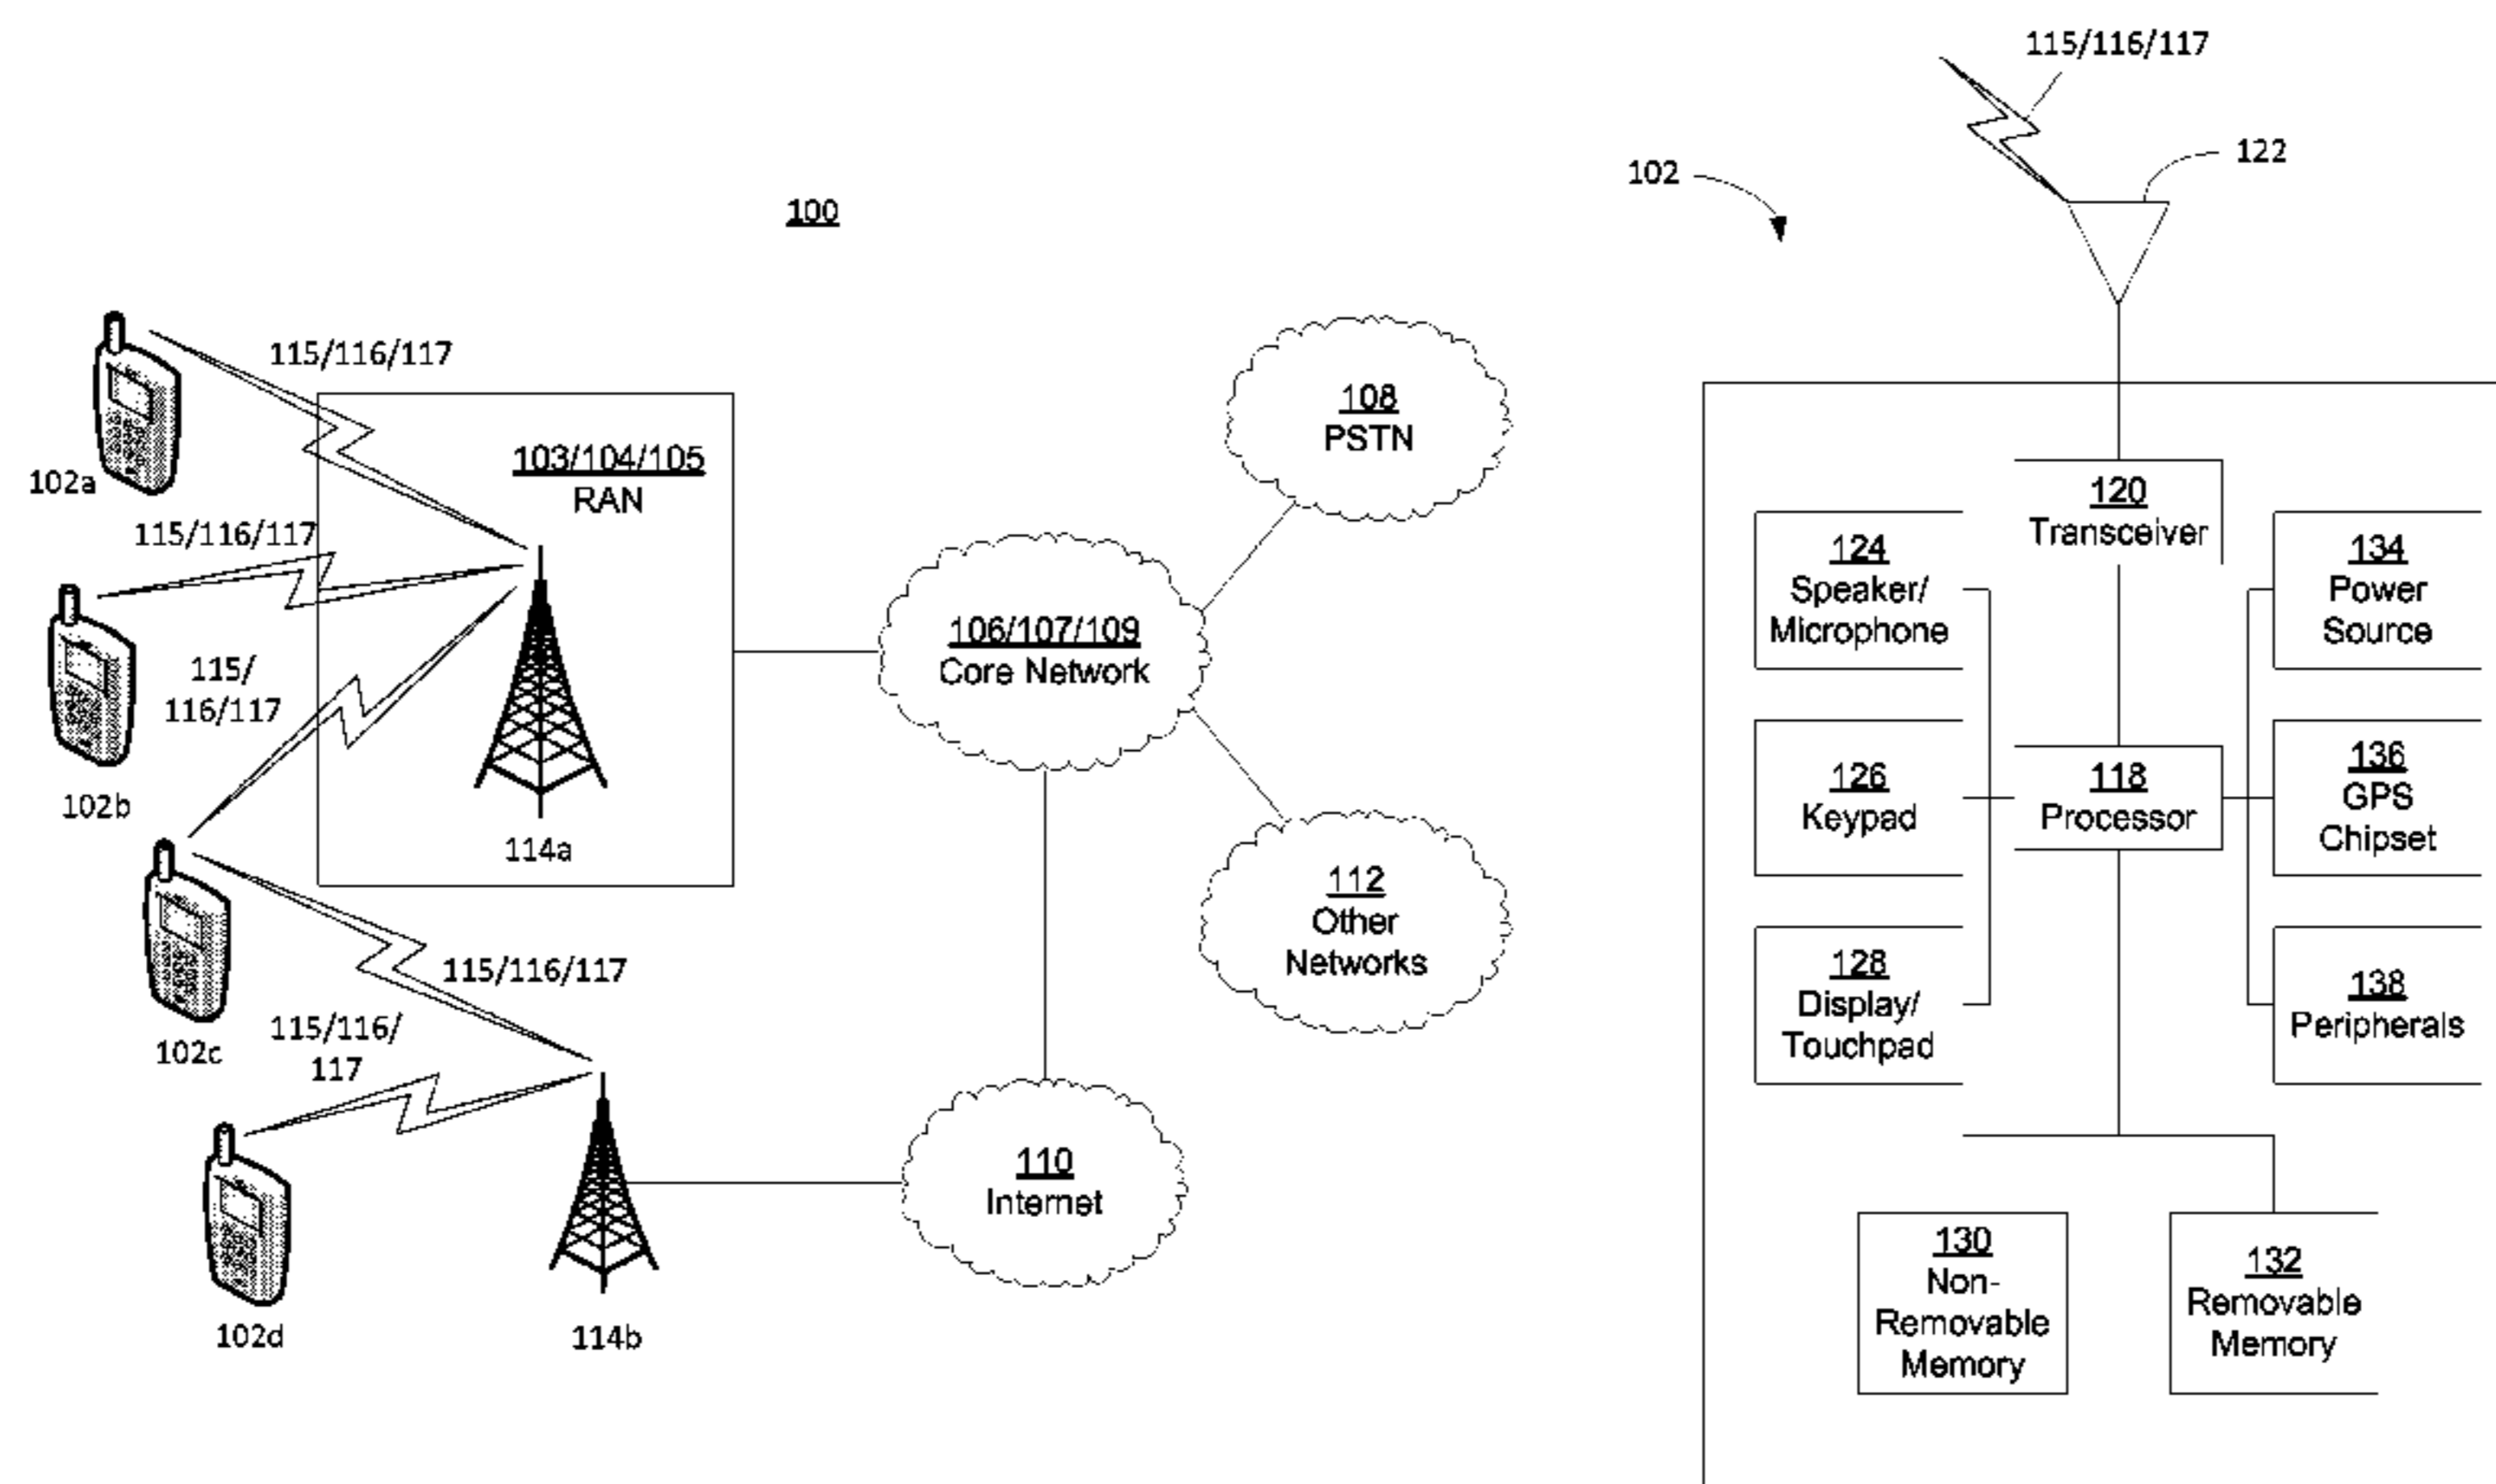 100
115/116/117
103/104/105
RAN
102a
115/116/117
102b
115/
116/117
114a
102c
115/116/117
115/116/
117
102d
114b
106/107/109
Core Network
108
PSTN
112
Other
Networks
110
Internet
115/116/117
102
122
120
Transceiver
124
Speaker/
Microphone
134
Power
Source
126
Keypad
118
Processor
136
GPS
Chipset
128
Display/
Touchpad
138
Peripherals
130
Non-
Removable
Memory
132
Removable
Memory